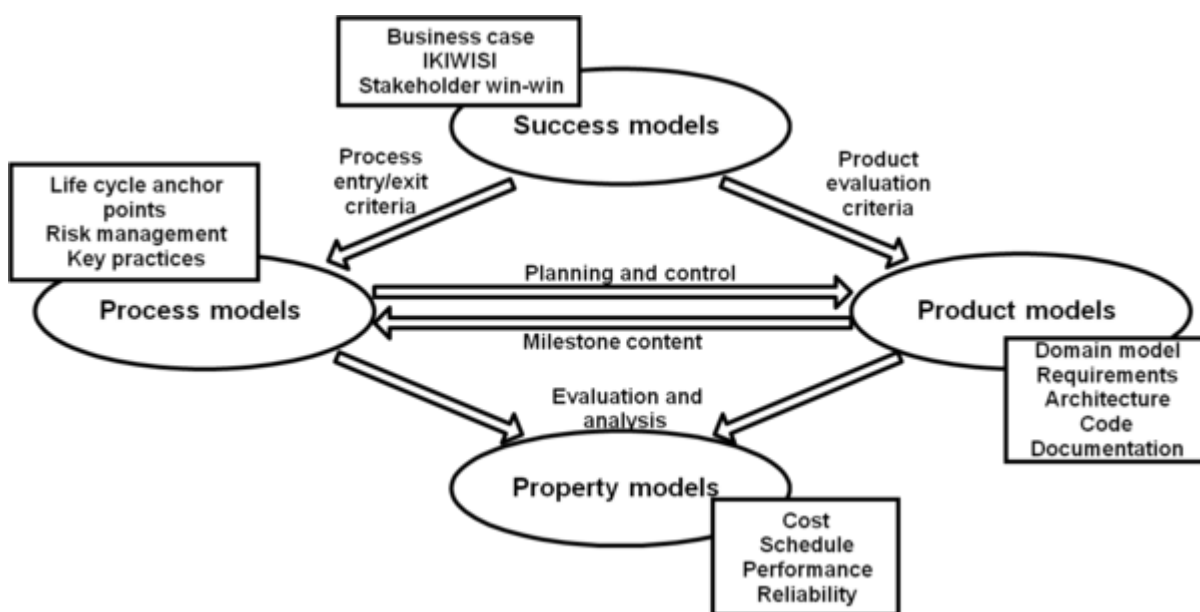 Business case
IKIWISI
Stakeholder win-win
Success models
Process
entry/exit
criteria
Product
evaluation
criteria
Life cycle anchor
points
Risk management
Key practices
Process models
Planning and control
Milestone content
Product models
Domain model
Requirements
Architecture
Code
Documentation
Evaluation and
analysis
Property models
Cost
Schedule
Performance
Reliability